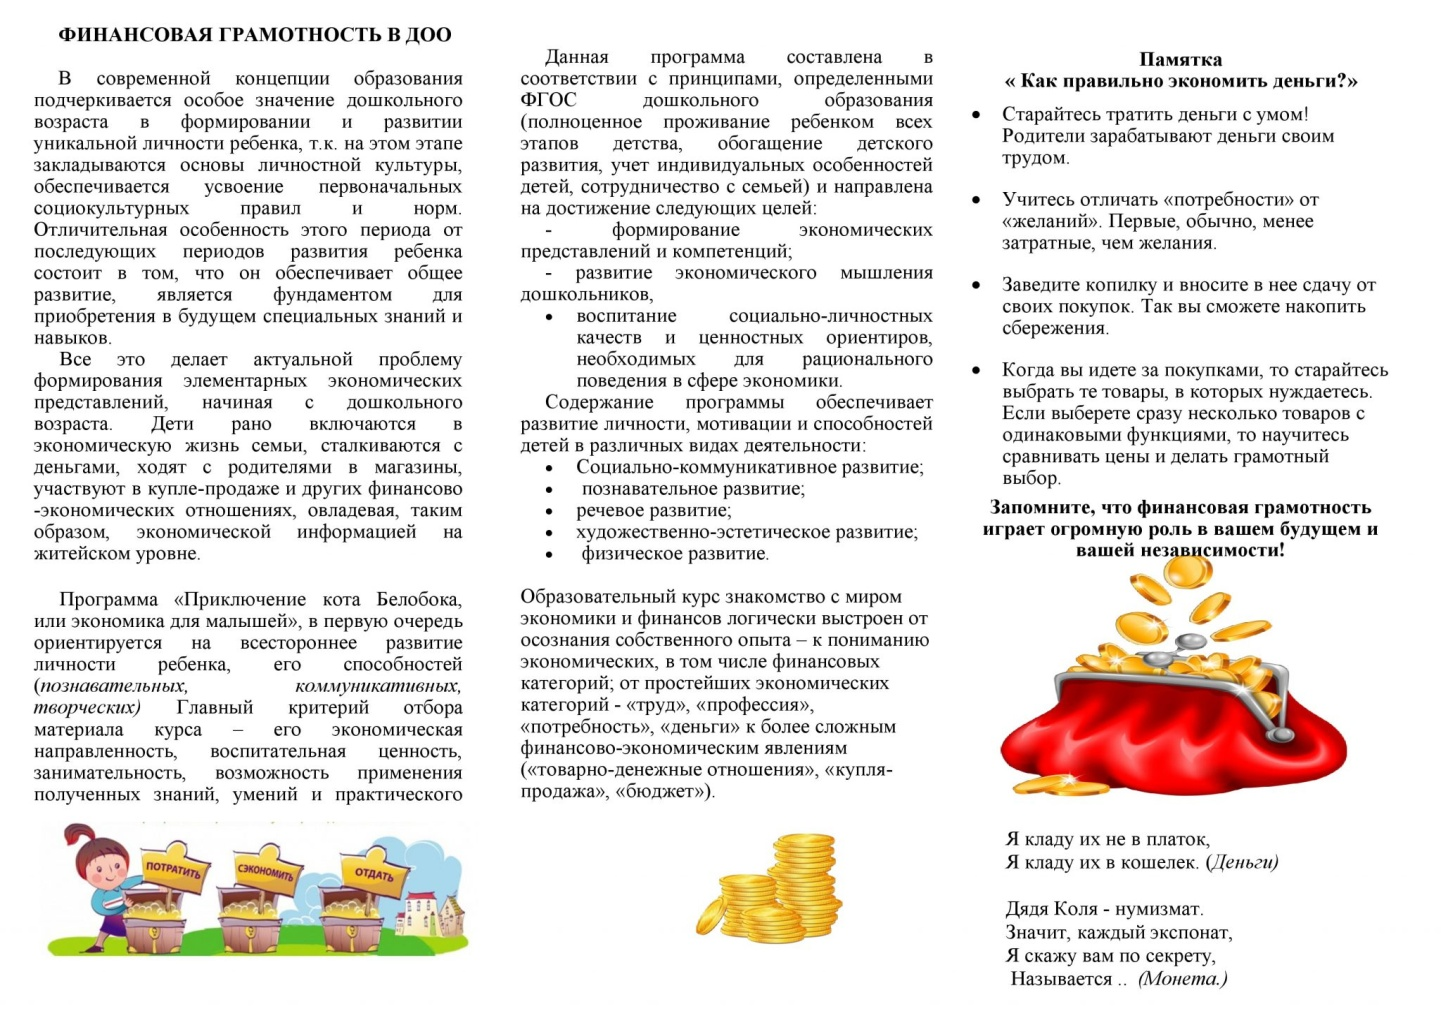 ФИНАНСОВАЯ ГРАМОТНОСТЬ В ДОО
В современной концепции образования
подчеркивается особое значение дошкольного
возраста в формировании и развитии
уникальной личности ребенка, т.к. на этом этапе
закладываются основы личностной культуры,
обеспечивается усвоение первоначальных
социокультурных правил и норм.
Отличительная особенность этого периода от
последующих периодов развития ребенка
состоит в том, что он обеспечивает общее
развитие, является фундаментом для
приобретения в будущем специальных знаний и
навыков.
Все это делает актуальной проблему
формирования элементарных экономических
представлений, начиная с дошкольного
возраста. Дети рано включаются в
экономическую жизнь семьи, сталкиваются с
деньгами, ходят с родителями в магазины,
участвуют в купле-продаже и других финансово
-экономических отношениях, овладевая, таким
образом, экономической информацией на
житейском уровне.
Программа «Приключение кота Белобока,
или экономика для малышей», в первую очередь
ориентируется на всестороннее развитие
личности ребенка, его способностей
(познавательных, коммуникативных,
творческих) Главный критерий отбора
материала курса – его экономическая
направленность, воспитательная ценность,
занимательность, возможность применения
полученных знаний, умений и практического
ПОТРАТИТЬ
СЭКОНОМИТЬ
ОТДАТЬ
Данная программа составлена в
соответствии с принципами, определенными
ФГОС дошкольного образования
(полноценное проживание ребенком всех
этапов детства, обогащение детского
развития, учет индивидуальных особенностей
детей, сотрудничество с семьей) и направлена
на достижение следующих целей:
- формирование экономических
представлений и компетенций;
- развитие экономического мышления
дошкольников,
• воспитание социально-личностных
качеств и ценностных ориентиров,
необходимых для рационального
поведения в сфере экономики.
Содержание программы обеспечивает
развитие личности, мотивации и способностей
детей в различных видах деятельности:
• Социально-коммуникативное развитие;
• познавательное развитие;
• речевое развитие;
• художественно-эстетическое развитие;
• физическое развитие.
Образовательный курс знакомство с миром
экономики и финансов логически выстроен от
осознания собственного опыта – к пониманию
экономических, в том числе финансовых
категорий; от простейших экономических
категорий - «труд», «профессия»,
«потребность», «деньги» к более сложным
финансово-экономическим явлениям
(«товарно-денежные отношения», «купля-
продажа», «бюджет»).
Памятка
« Как правильно экономить деньги?»
• Старайтесь тратить деньги с умом!
Родители зарабатывают деньги своим
трудом.
• Учитесь отличать «потребности» от
«желаний». Первые, обычно, менее
затратные, чем желания.
• Заведите копилку и вносите в нее сдачу от
своих покупок. Так вы сможете накопить
сбережения.
• Когда вы идете за покупками, то старайтесь
выбрать те товары, в которых нуждаетесь.
Если выберете сразу несколько товаров с
одинаковыми функциями, то научитесь
сравнивать цены и делать грамотный
выбор.
Запомните, что финансовая грамотность
играет огромную роль в вашем будущем и
вашей независимости!
Я кладу их не в платок,
Я кладу их в кошелек. (Деньги)
Дядя Коля - нумизмат.
Значит, каждый экспонат,
Я скажу вам по секрету,
Называется .. (Монета.)